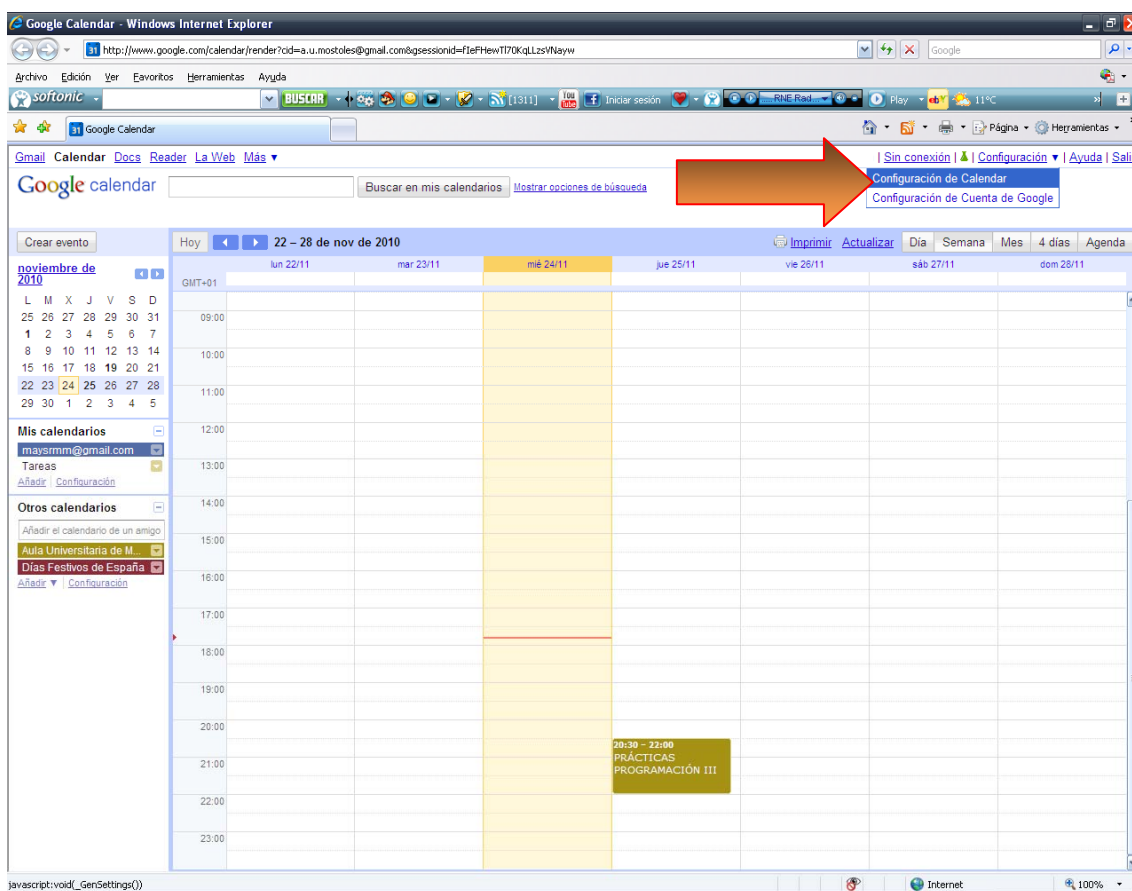 Google Calendar - Windows Internet Explorer
http://www.google.com/calendar/render?cid=a.u.mostoles@gmail.com&gsessionid=
Google
Archivo Edición Ver Favoritos Herramientas Ayuda
softonic BUSCAR [1311] You Tube Iniciar sesión RNE Rad... Play ebY 11°C
31 Google Calendar Página Herramientas
Gmail Calendar Docs Reader La Web Más ▼ | Sin conexión | Configuración ▼ | Ayuda | Sali
Google calendar Buscar en mis calendarios Mostrar opciones de búsqueda
Configuración de Calendar
Configuración de Cuenta de Google
Crear evento Hoy 22 – 28 de nov de 2010 Imprimir Actualizar Día Semana Mes 4 días Agenda
noviembre de
2010
L M X J V S D
25 26 27 28 29 30 31
1 2 3 4 5 6 7
8 9 10 11 12 13 14
15 16 17 18 19 20 21
22 23 24 25 26 27 28
29 30 1 2 3 4 5
Mis calendarios
maysrmm@gmail.com
Tareas
Añadir | Configuración
Otros calendarios
Añadir el calendario de un amigo
Aula Universitaria de M...
Días Festivos de España
Añadir ▼ | Configuración
lun 22/11 mar 23/11 mié 24/11 jue 25/11 vie 26/11 sáb 27/11 dom 28/11
GMT+01
09:00
10:00
11:00
12:00
13:00
14:00
15:00
16:00
17:00
18:00
19:00
20:00
20:30 – 22:00
PRÁCTICAS
PROGRAMACIÓN III
21:00
22:00
23:00
javascript:void(_GenSettings()) Internet 100%